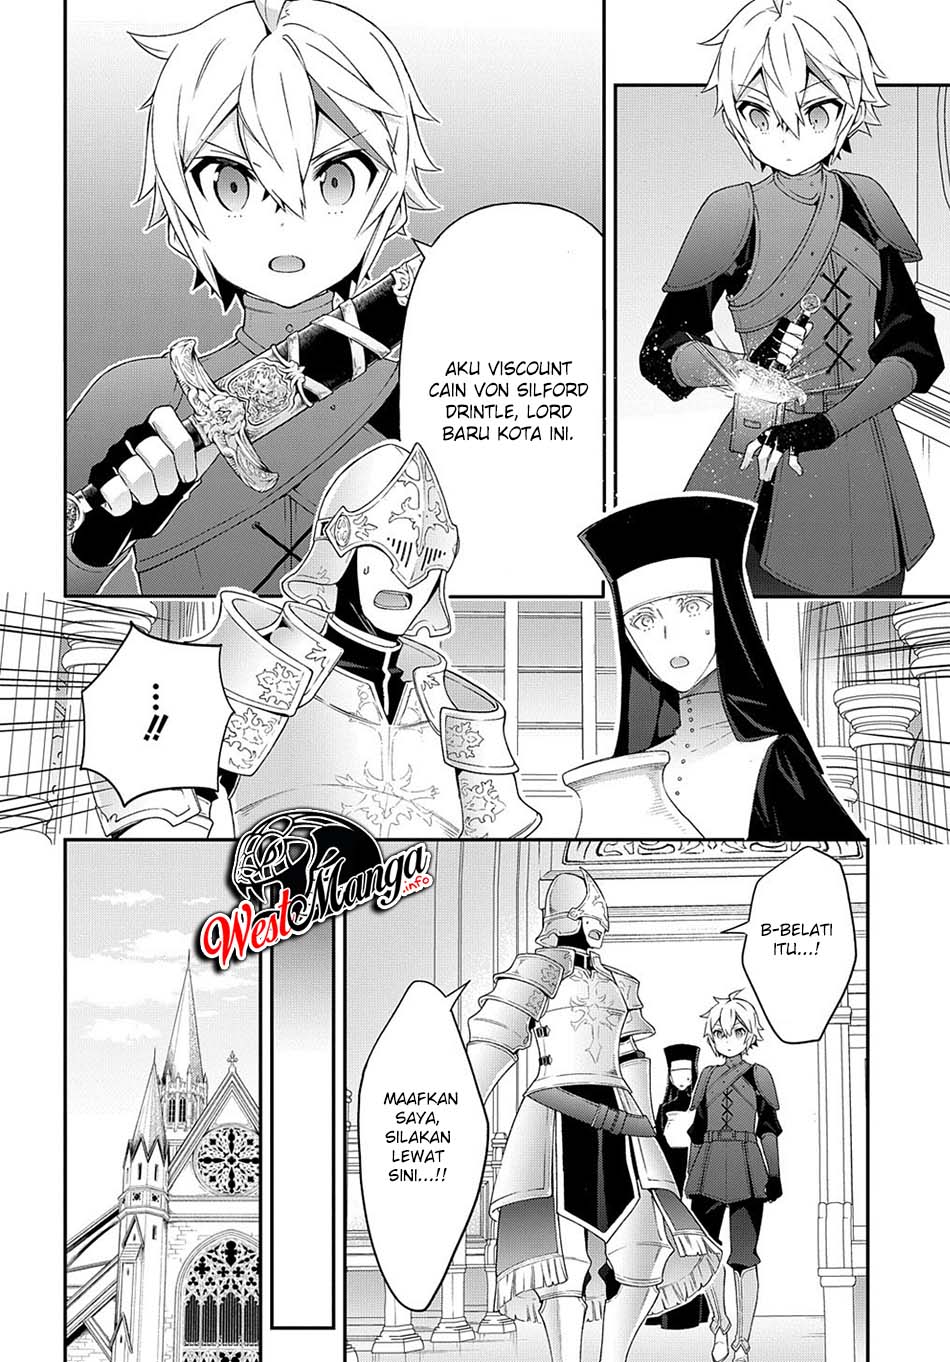 AKU VISCOUNT
CAIN VON SILFORD
DRINTLE, LORD
BARU KOTA INI.
...!!
WestManga
.info
B-BELATI
ITU...!
MAAFKAN
SAYA,
SILAKAN
LEWAT
SINI...!!